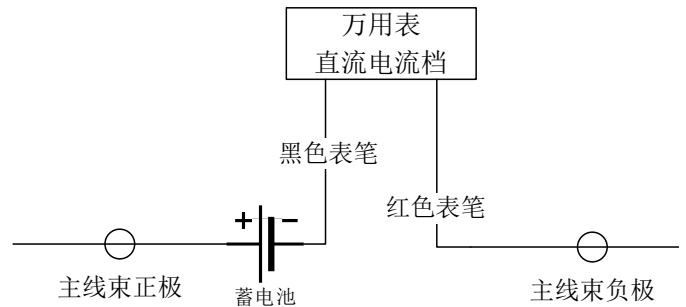 万用表
直流电流档
黑色表笔
红色表笔
+ −
主线束正极
蓄电池
主线束负极